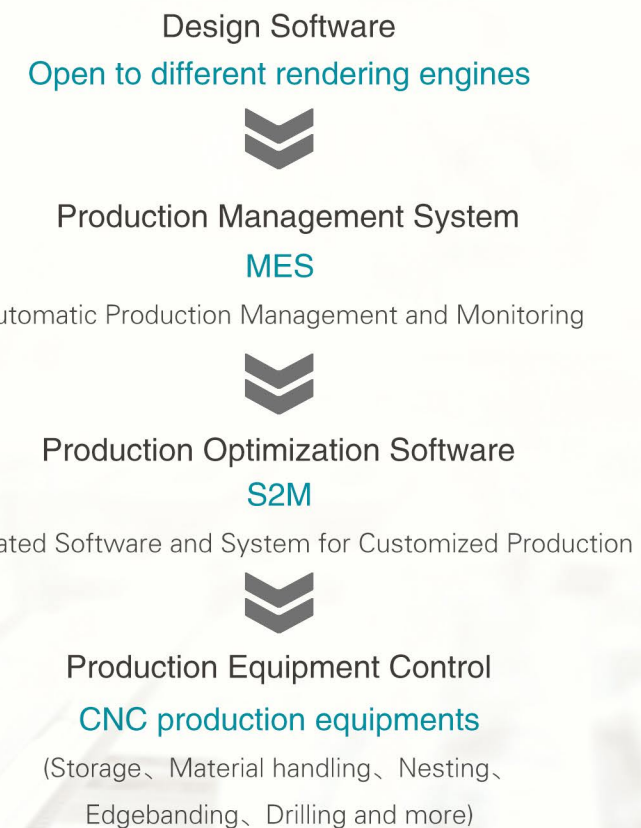 Design Software
Open to different rendering engines
Production Management System
MES
utomatic Production Management and Monitoring
Production Optimization Software
S2M
ated Software and System for Customized Production
Production Equipment Control
CNC production equipments
(Storage、Material handling、Nesting、
Edgebanding、Drilling and more)